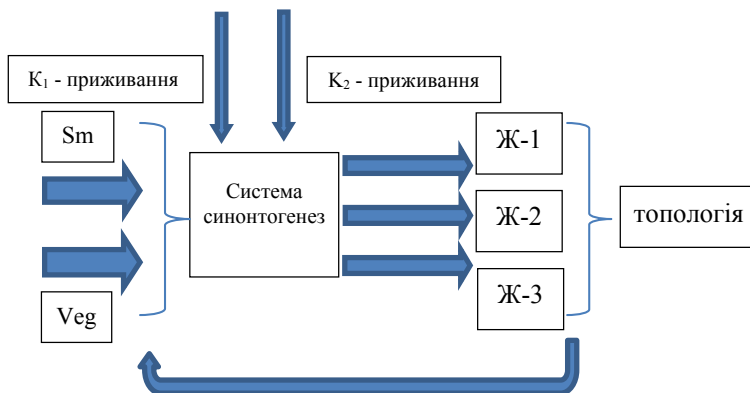 К₁ - приживання
К₂ - приживання
Sm
Ж-1
Система
синонтогенез
Ж-2
топологія
Ж-3
Veg